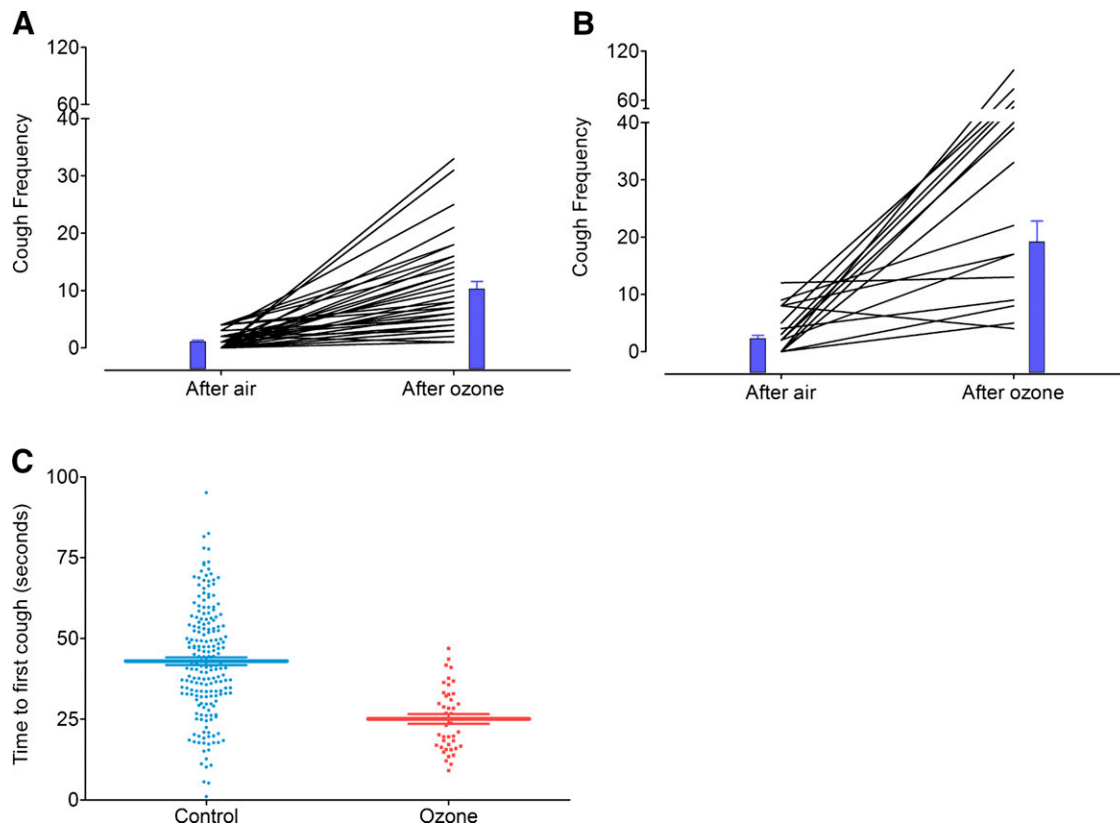 A
120
60
40
30
20
10
0
Cough Frequency
After air
After ozone
B
120
60
40
30
20
10
0
Cough Frequency
After air
After ozone
C
100
75
50
25
0
Time to first cough (seconds)
Control
Ozone